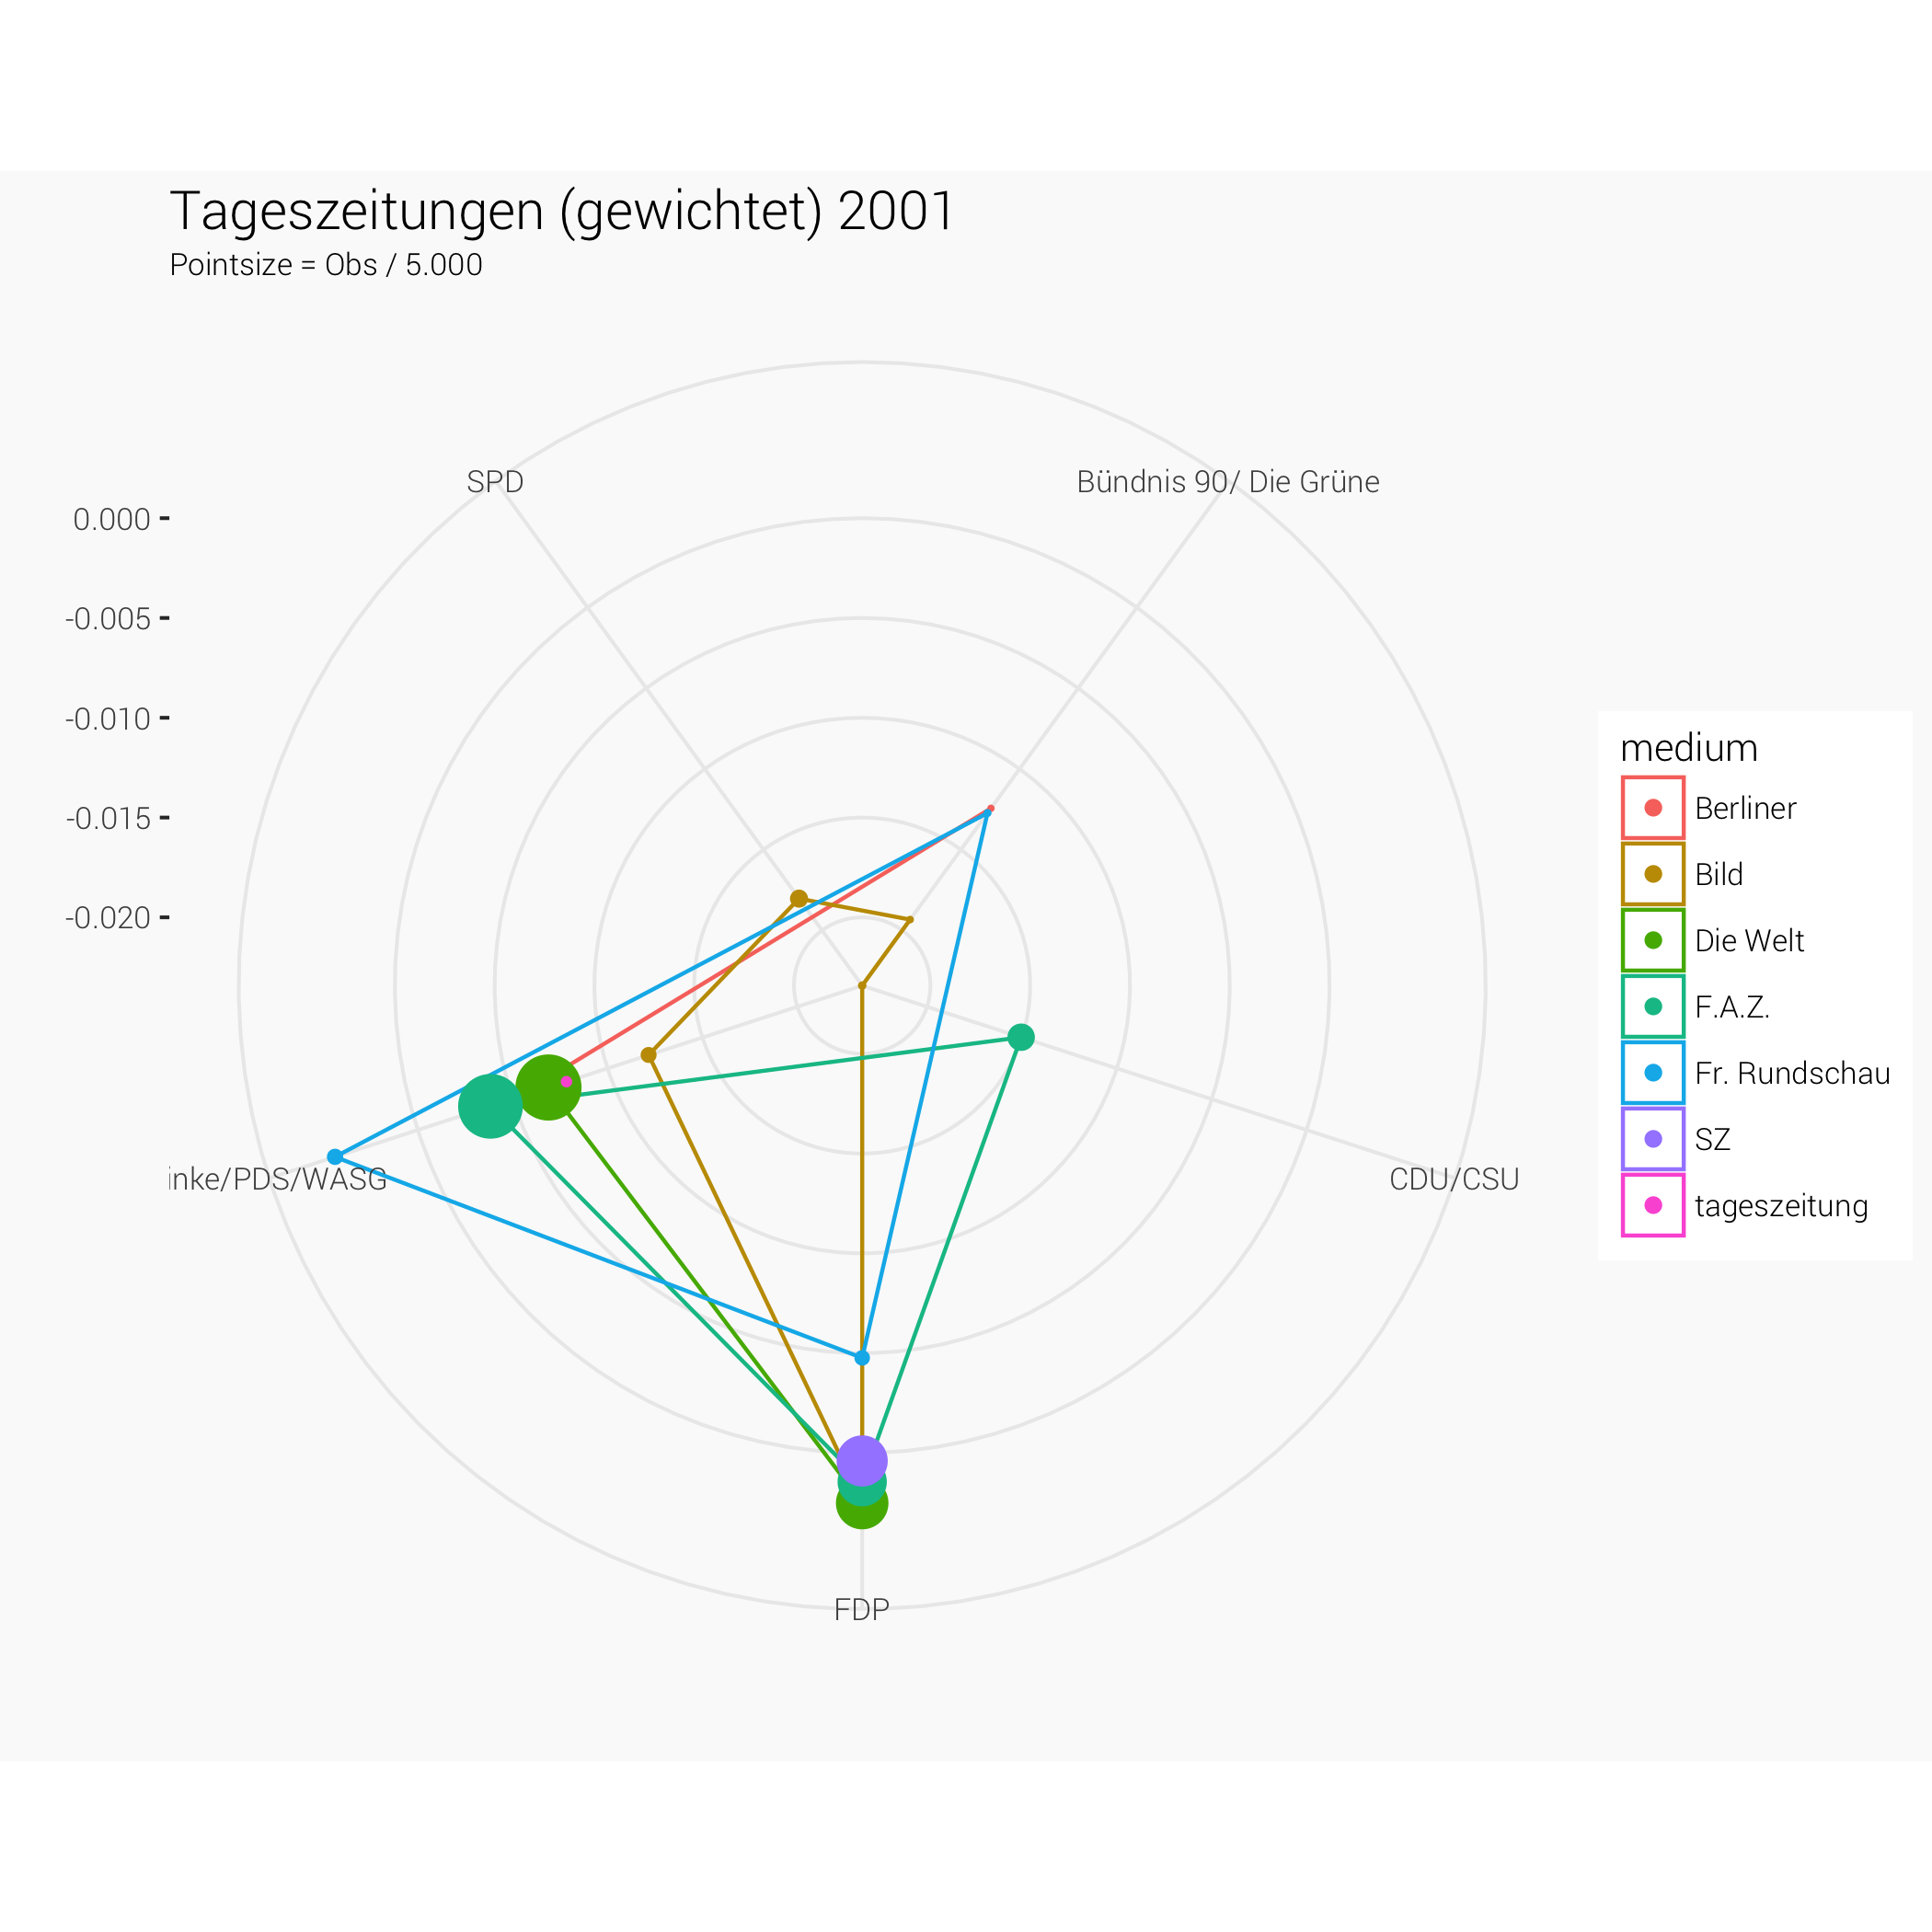 Tageszeitungen (gewichtet) 2001
Pointsize = Obs / 5.000
SPD
Bündnis 90/ Die Grüne
0.000
-0.005
-0.010
-0.015
-0.020
inke/PDS/WASG
CDU/CSU
FDP
medium
Berliner
Bild
Die Welt
F.A.Z.
Fr. Rundschau
SZ
tageszeitung